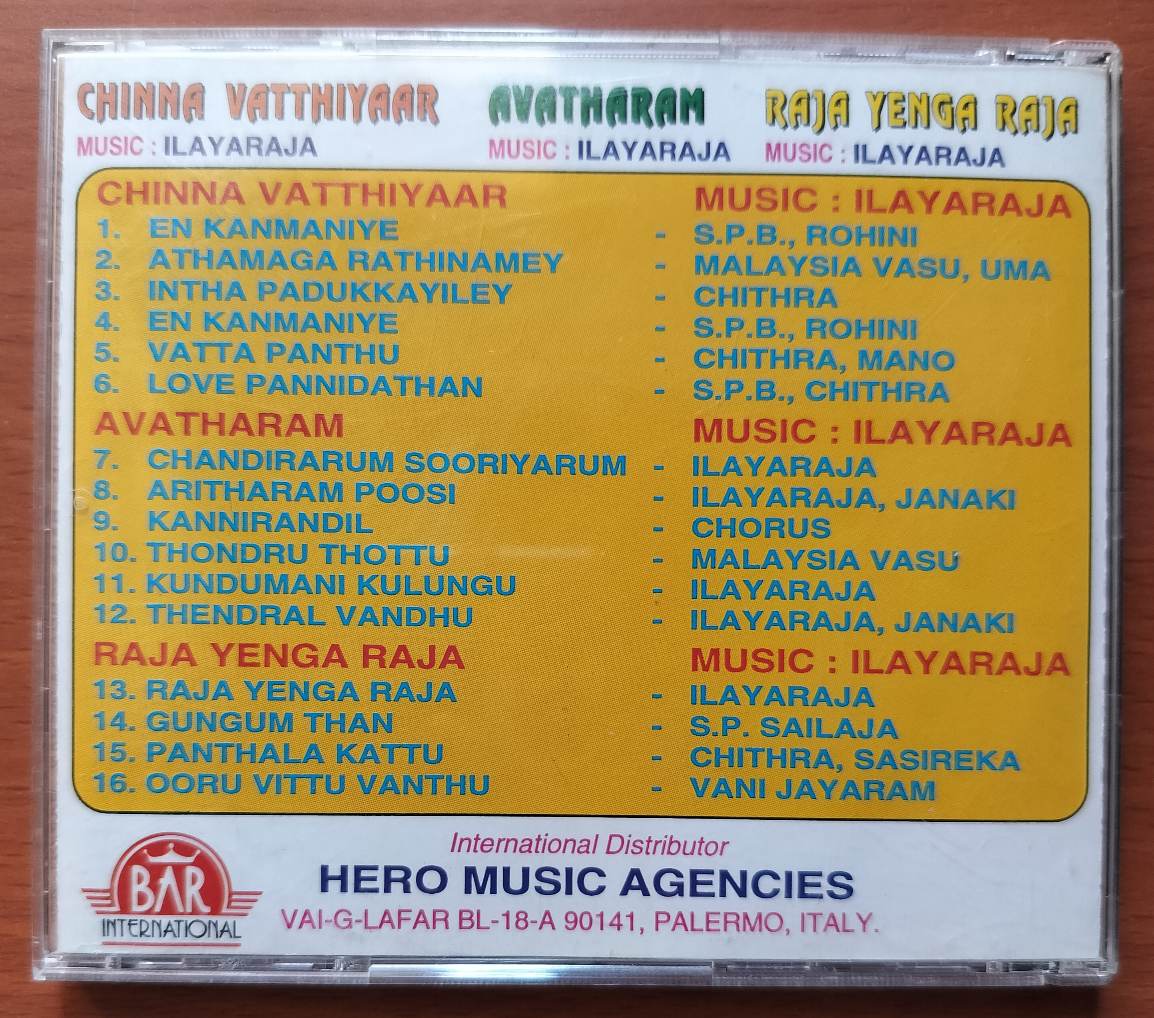 CHINNA VATTHIYAAR AVATHARAM RAJA YENGA RAJA
MUSIC : ILAYARAJA MUSIC : ILAYARAJA MUSIC : ILAYARAJA
CHINNA VATTHIYAAR MUSIC : ILAYARAJA
1. EN KANMANIYE - S.P.B., ROHINI
2. ATHAMAGA RATHINAMEY - MALAYSIA VASU, UMA
3. INTHA PADUKKAYILEY - CHITHRA
4. EN KANMANIYE - S.P.B., ROHINI
5. VATTA PANTHU - CHITHRA, MANO
6. LOVE PANNIDATHAN - S.P.B., CHITHRA
AVATHARAM MUSIC : ILAYARAJA
7. CHANDIRARUM SOORIYARUM - ILAYARAJA
8. ARITHARAM POOSI - ILAYARAJA, JANAKI
9. KANNIRANDIL - CHORUS
10. THONDRU THOTTU - MALAYSIA VASU
11. KUNDUMANI KULUNGU - ILAYARAJA
12. THENDRAL VANDHU - ILAYARAJA, JANAKI
RAJA YENGA RAJA MUSIC : ILAYARAJA
13. RAJA YENGA RAJA - ILAYARAJA
14. GUNGUM THAN - S.P. SAILAJA
15. PANTHALA KATTU - CHITHRA, SASIREKA
16. OORU VITTU VANTHU - VANI JAYARAM
International Distributor
HERO MUSIC AGENCIES
VAI-G-LAFAR BL-18-A 90141, PALERMO, ITALY.
BAR
INTERNATIONAL